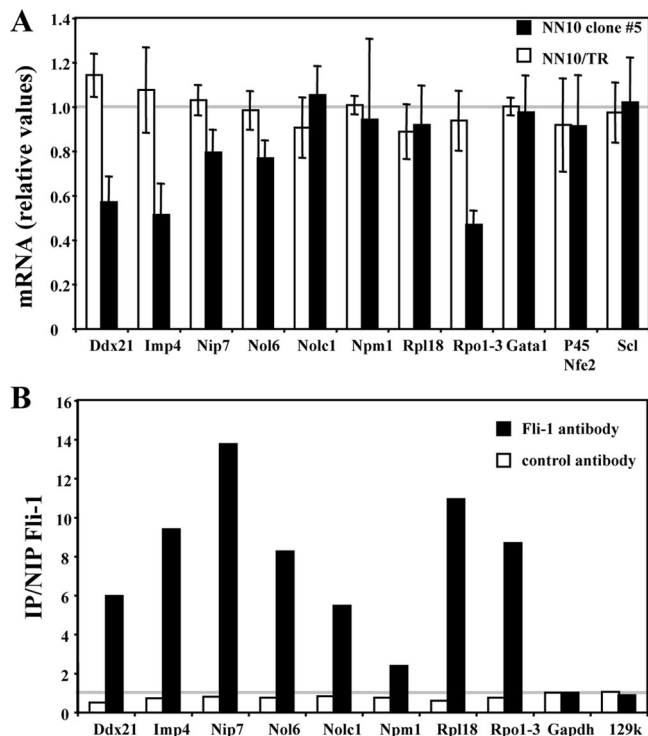 A
NN10 clone #5
NN10/TR
mRNA (relative values)
1.4
1.2
1.0
0.8
0.6
0.4
0.2
0
Ddx21 Imp4 Nip7 Nol6 Nolc1 Npm1 Rpl18 Rpo1-3 Gata1 P45 Scl
Nfe2
B
Fli-1 antibody
control antibody
IP/NIP Fli-1
16
14
12
10
8
6
4
2
0
Ddx21 Imp4 Nip7 Nol6 Nolc1 Npm1 Rpl18 Rpo1-3 Gapdh 129k